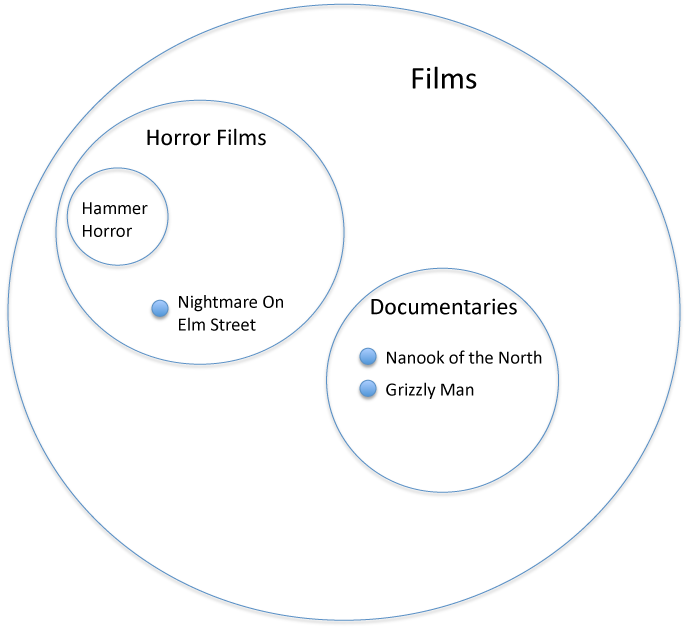 Films
Horror Films
Hammer
Horror
Nightmare On
Elm Street
Documentaries
Nanook of the North
Grizzly Man